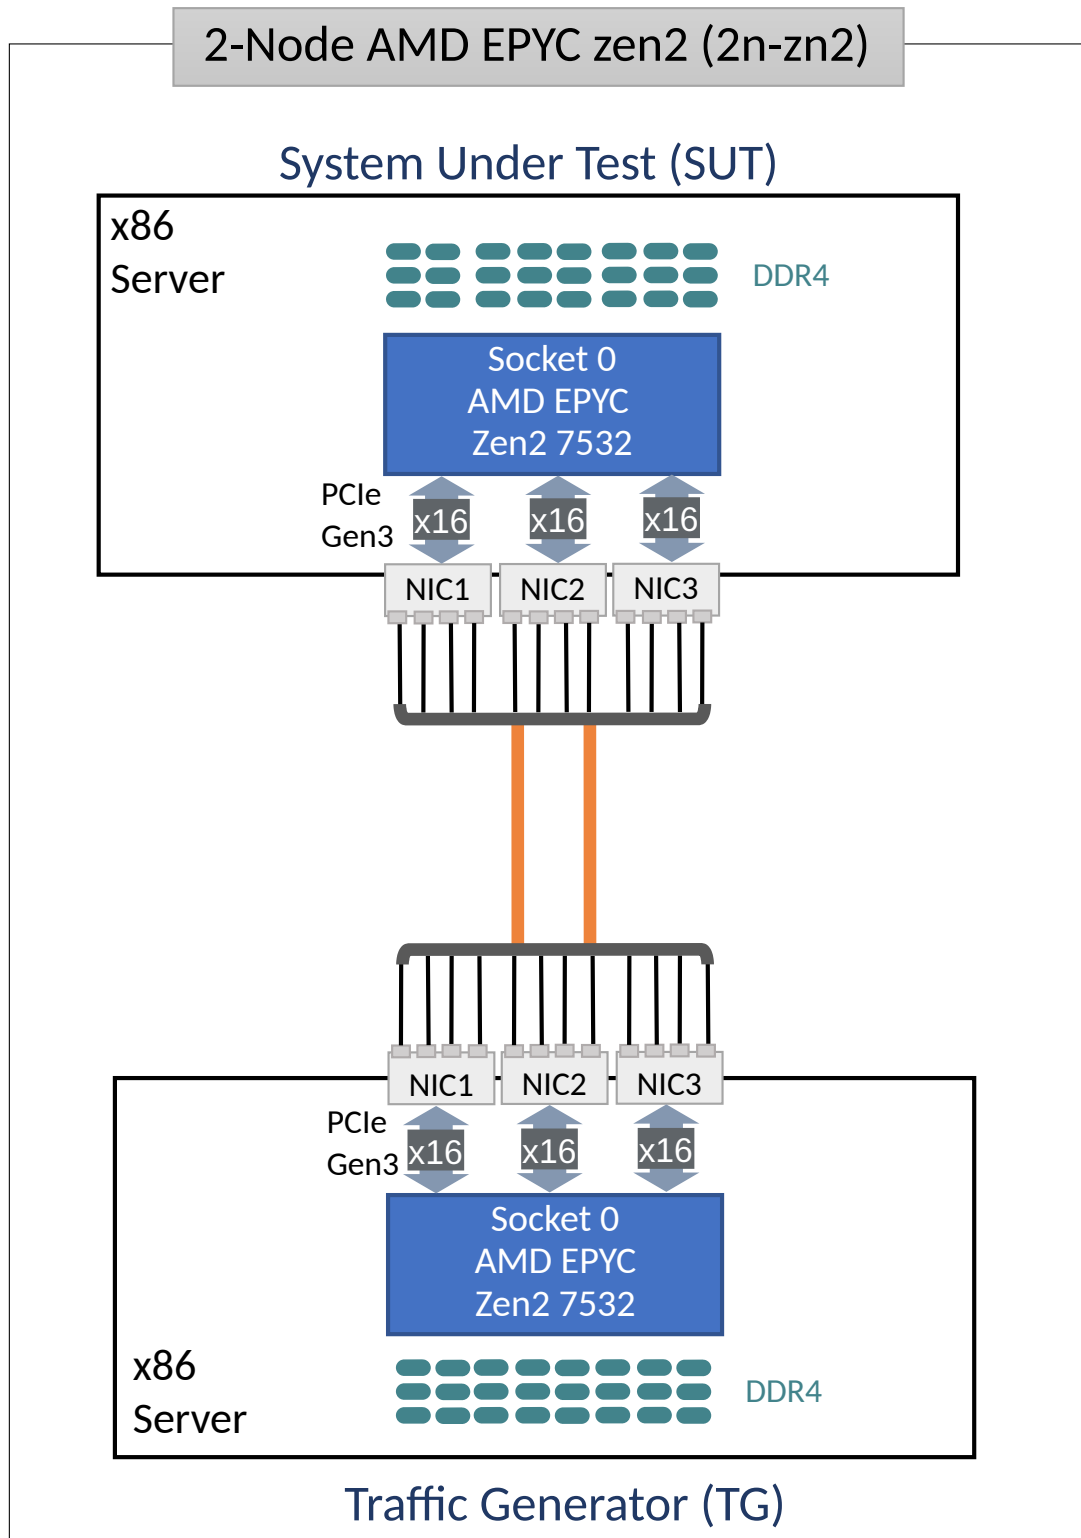 2-Node AMD EPYC zen2 (2n-zn2)
System Under Test (SUT)
x86
Server
DDR4
Socket 0
AMD EPYC
Zen2 7532
PCIe
Gen3
x16
x16
x16
NIC1
NIC2
NIC3
NIC1
NIC2
NIC3
PCIe
Gen3
x16
x16
x16
Socket 0
AMD EPYC
Zen2 7532
x86
Server
DDR4
Traffic Generator (TG)